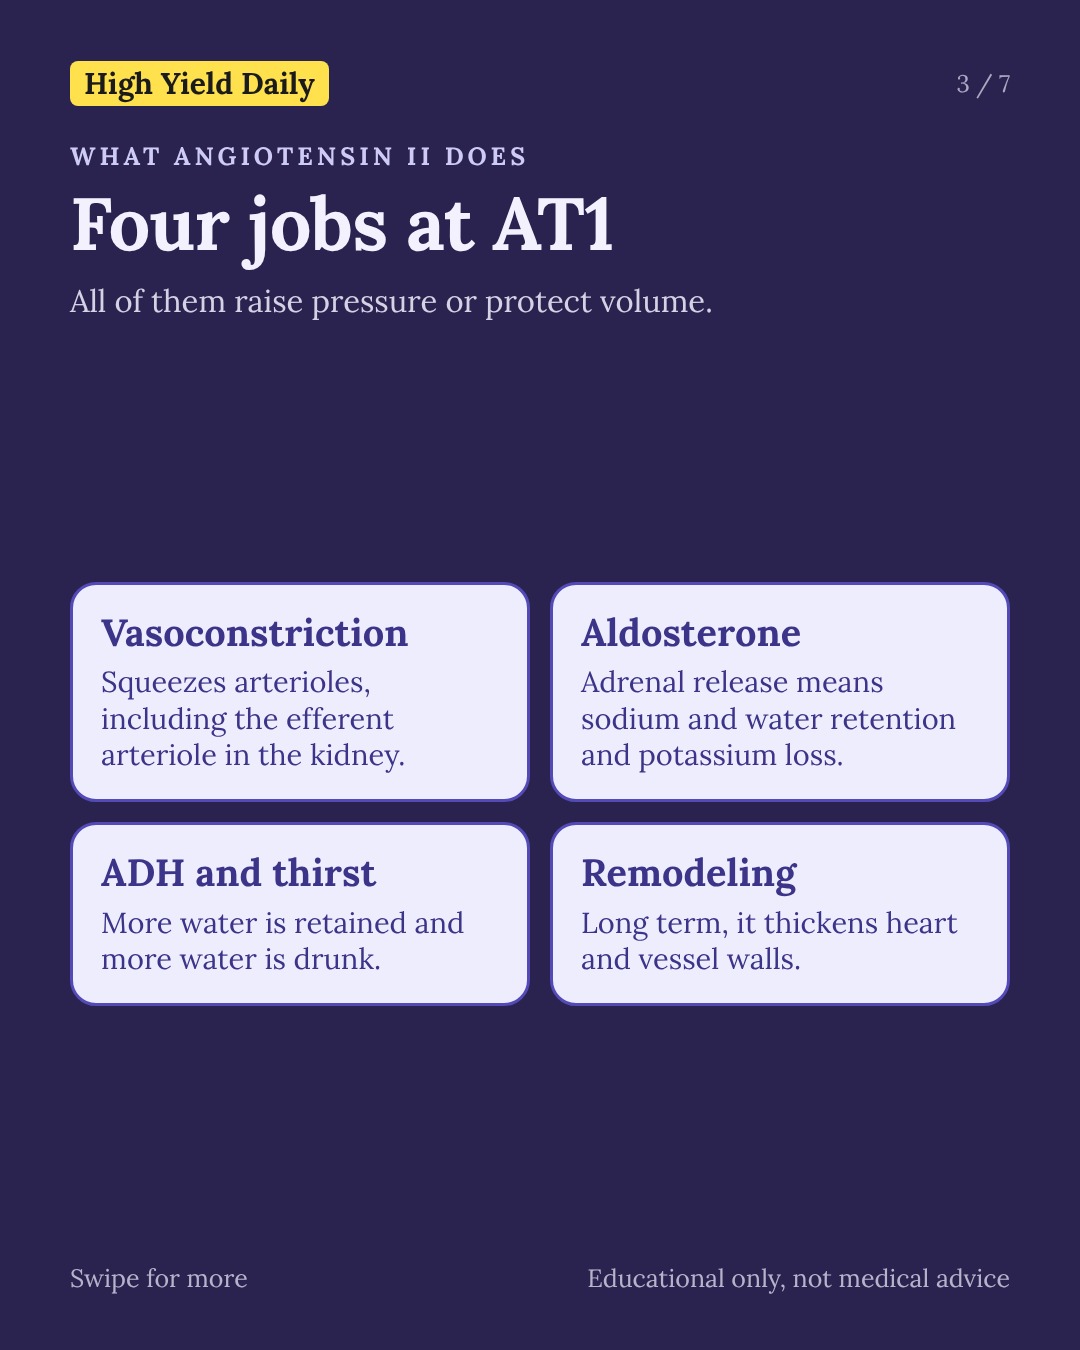 High Yield Daily
3 / 7
WHAT ANGIOTENSIN II DOES
Four jobs at AT1
All of them raise pressure or protect volume.
Vasoconstriction
Squeezes arterioles,
including the efferent
arteriole in the kidney.
Aldosterone
Adrenal release means
sodium and water retention
and potassium loss.
ADH and thirst
More water is retained and
more water is drunk.
Remodeling
Long term, it thickens heart
and vessel walls.
Swipe for more
Educational only, not medical advice